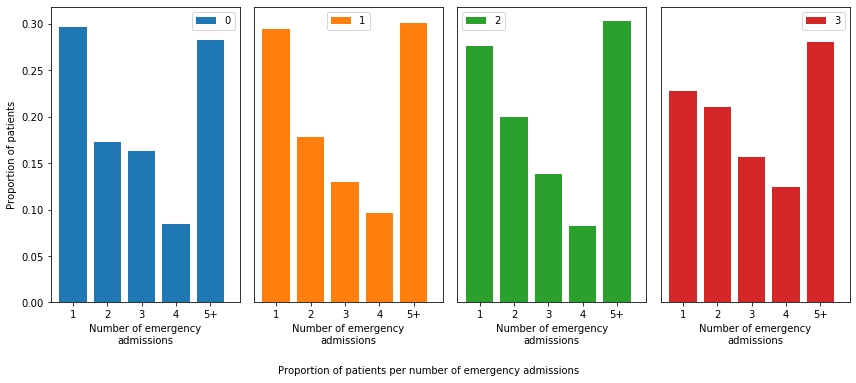 0
1
2
3
Proportion of patients
0.30
0.25
0.20
0.15
0.10
0.05
0.00
1 2 3 4 5+
Number of emergency
admissions
1 2 3 4 5+
Number of emergency
admissions
1 2 3 4 5+
Number of emergency
admissions
1 2 3 4 5+
Number of emergency
admissions
Proportion of patients per number of emergency admissions